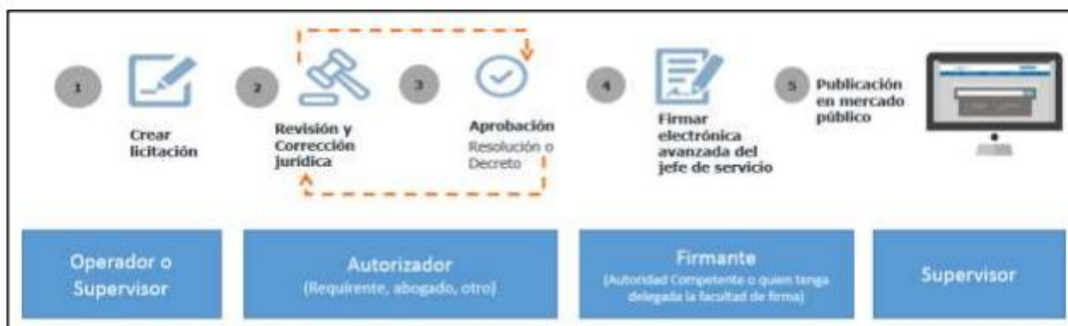 1
Crear
licitación
2
Revisión y
Corrección
jurídica
3
Aprobación
Resolución o
Decreto
4
Firmar
electrónica
avanzada del
jefe de servicio
5
Publicación
en mercado
público
Operador o
Supervisor
Autorizador
(Requirente, abogado, otro)
Firmante
(Autoridad Competente o quien tenga
delegada la facultad de firma)
Supervisor